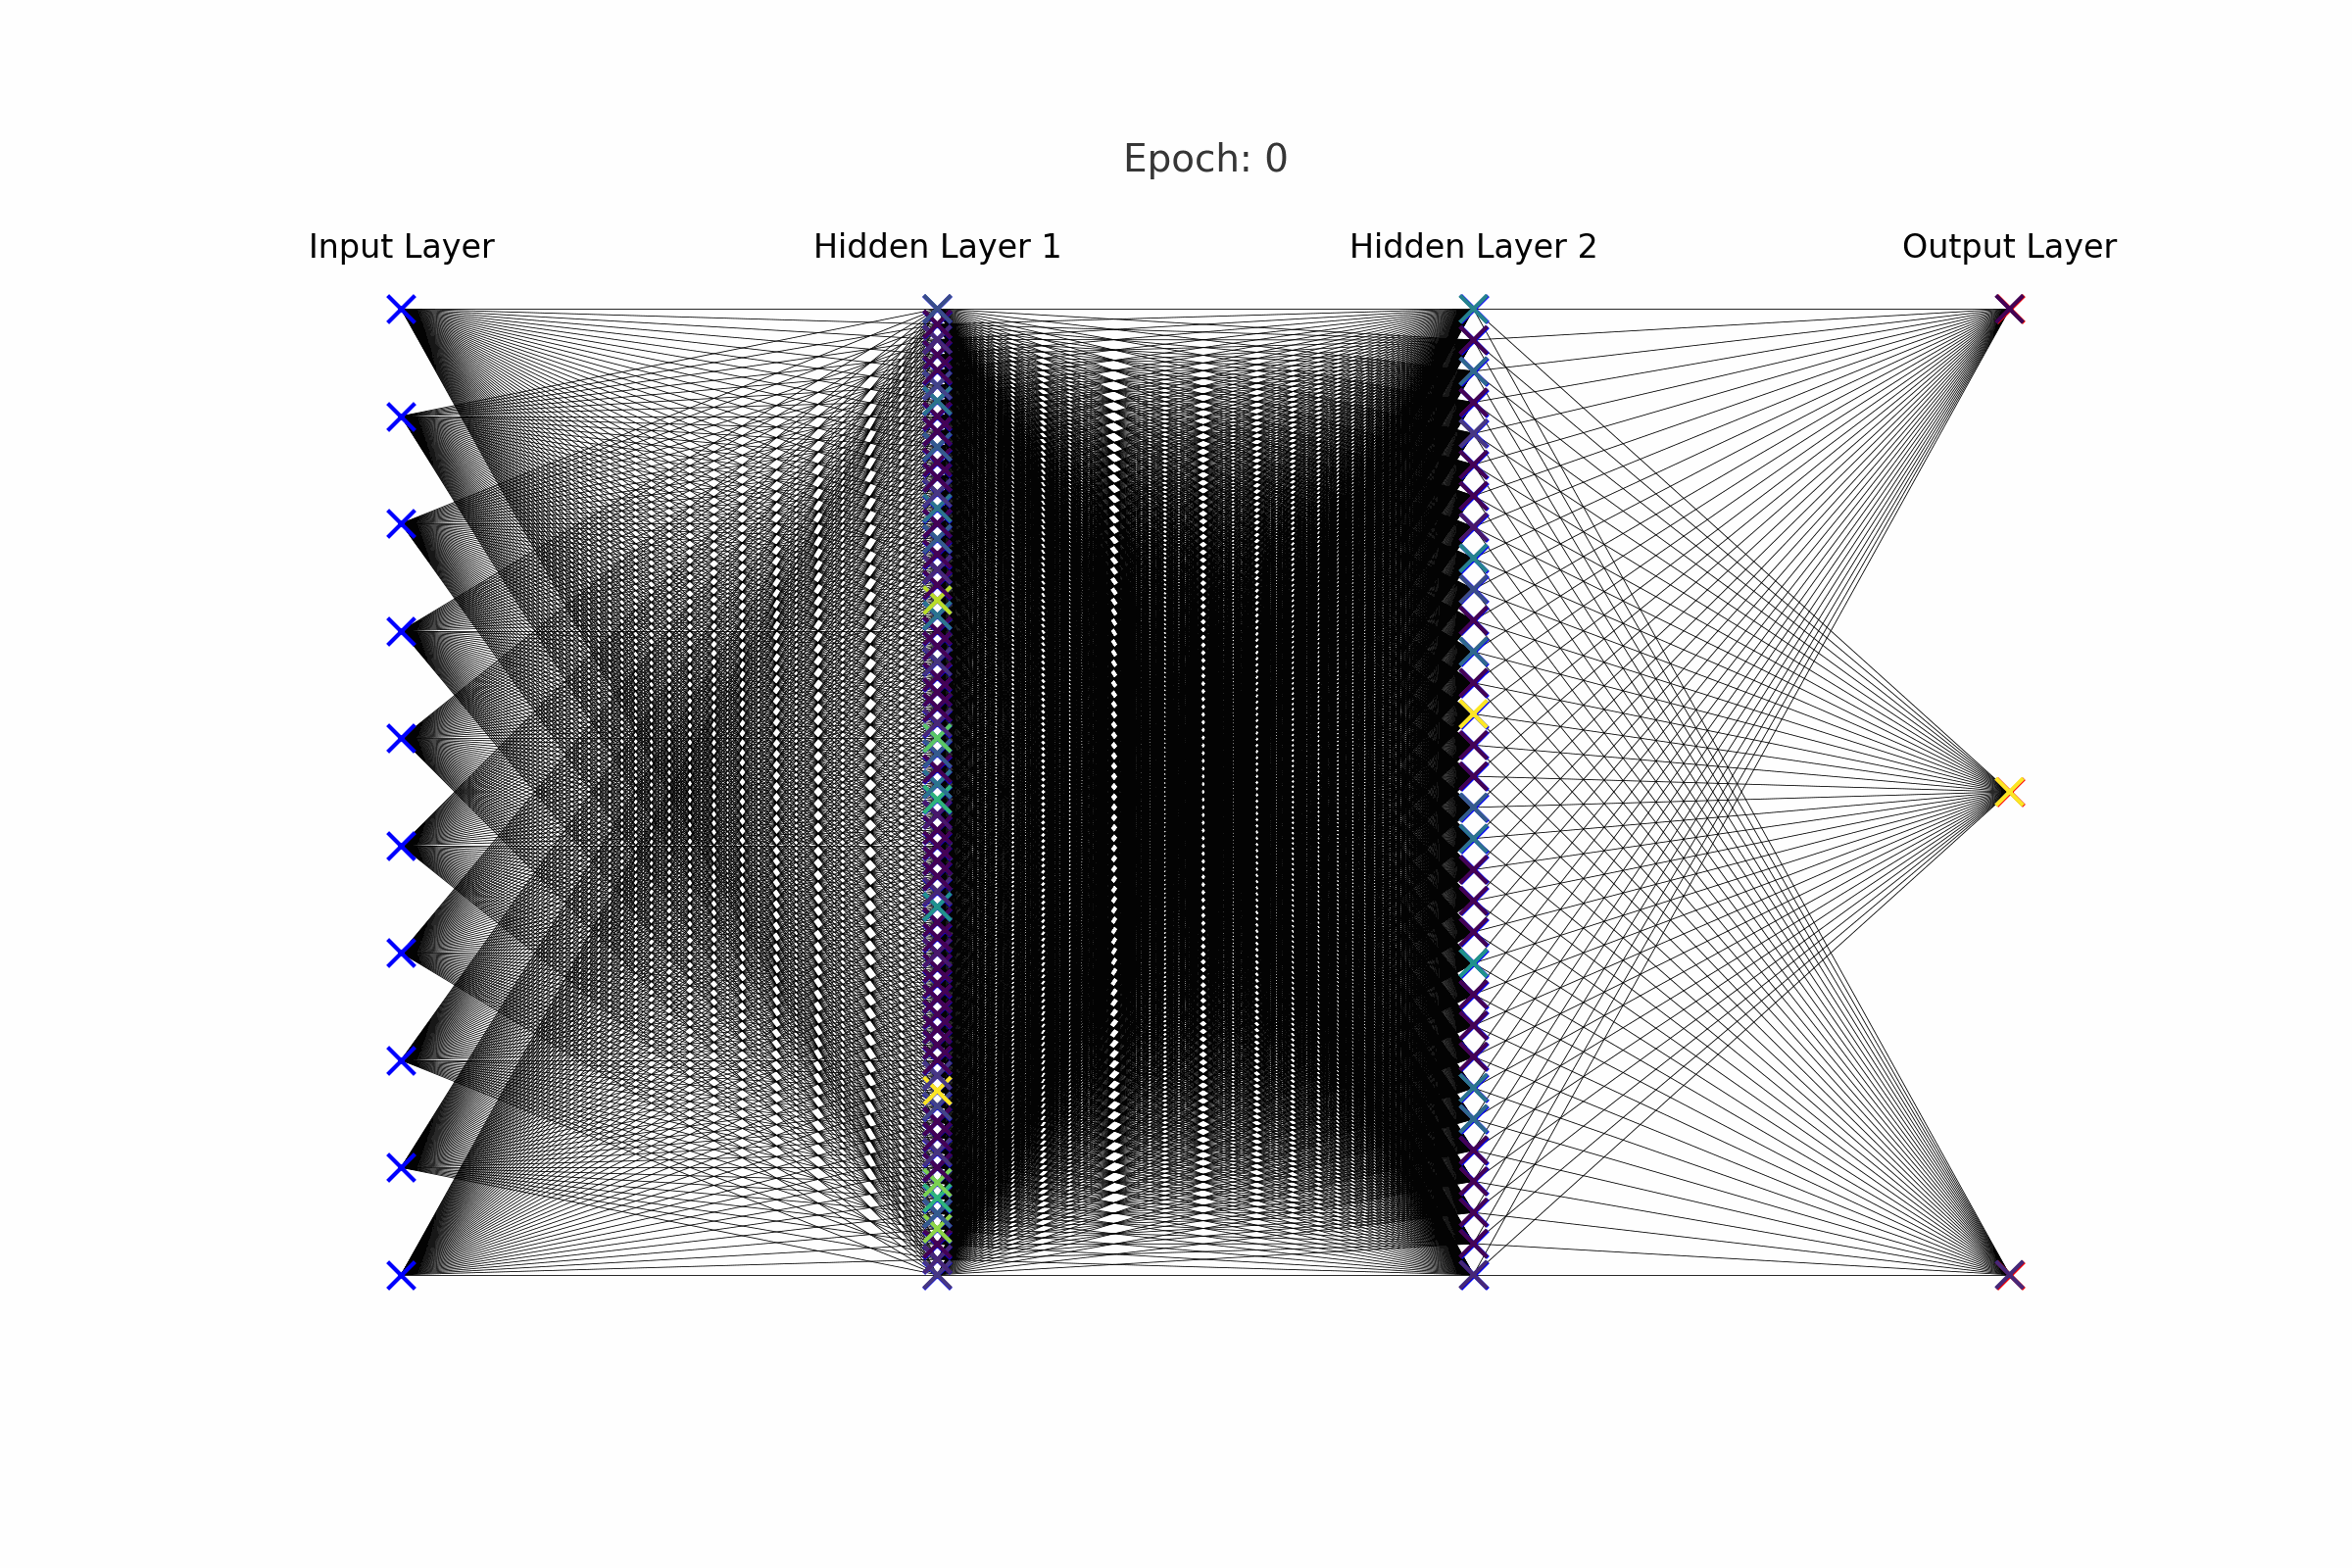 Epoch: 0
Input Layer
Hidden Layer 1
Hidden Layer 2
Output Layer